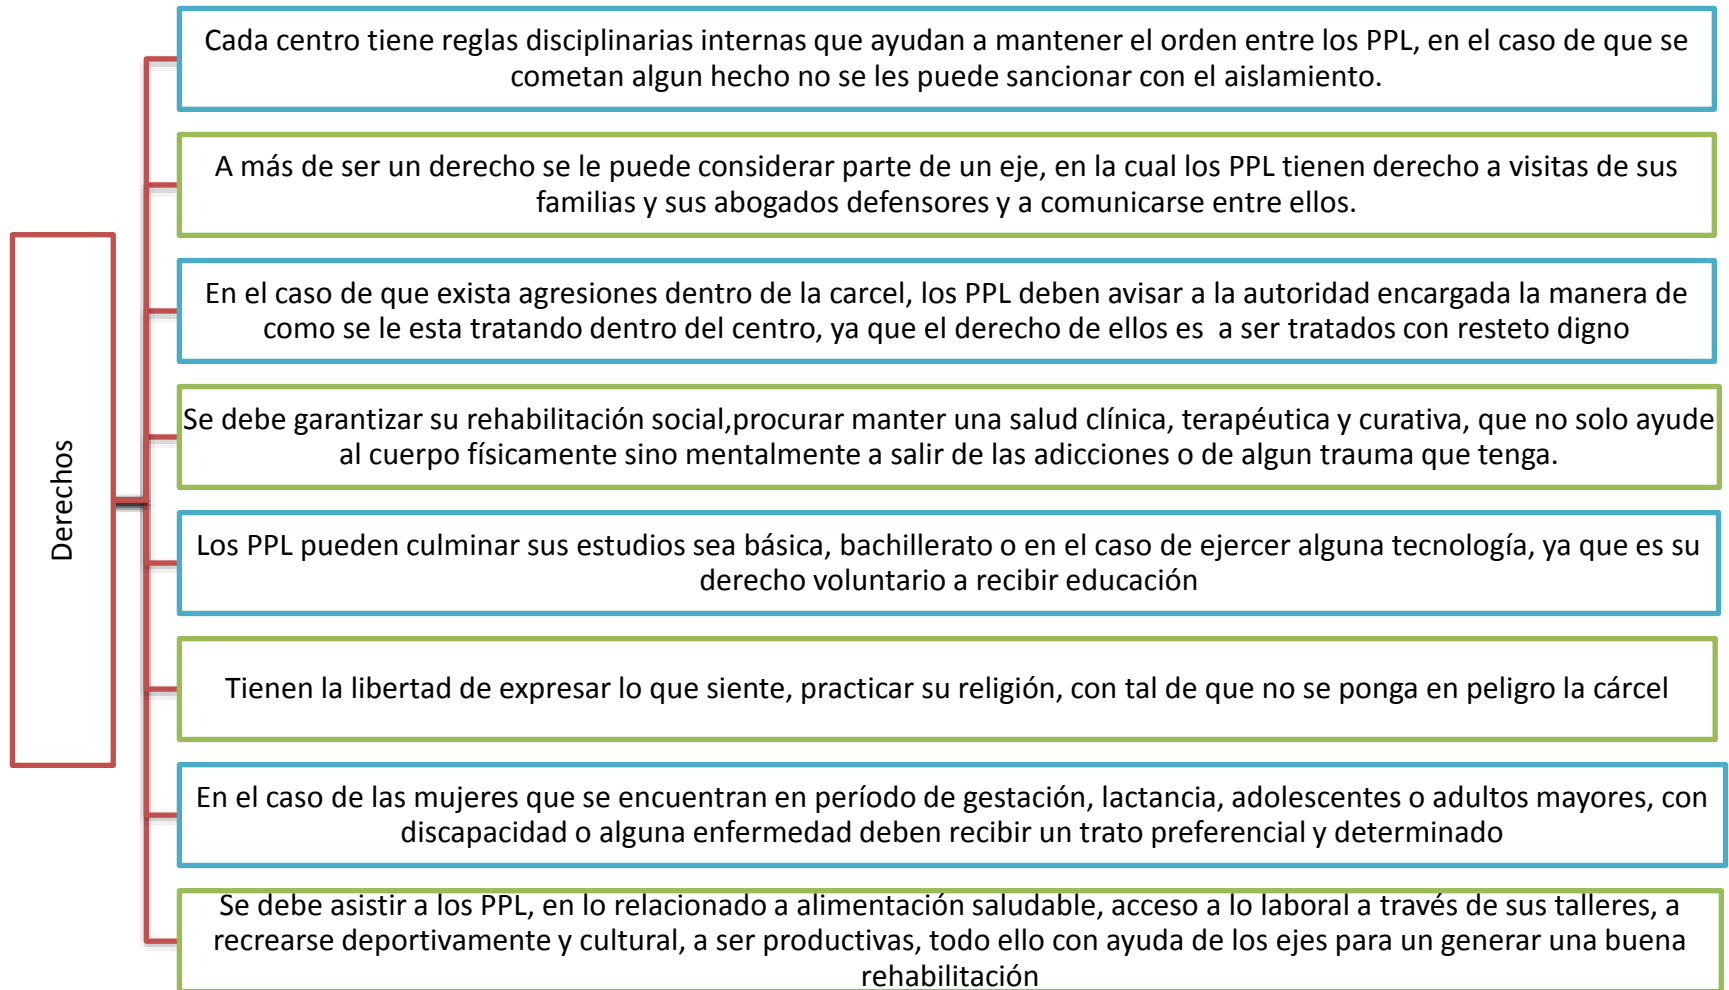 Derechos
Cada centro tiene reglas disciplinarias internas que ayudan a mantener el orden entre los PPL, en el caso de que se
cometan algun hecho no se les puede sancionar con el aislamiento.
A más de ser un derecho se le puede considerar parte de un eje, en la cual los PPL tienen derecho a visitas de sus
familias y sus abogados defensores y a comunicarse entre ellos.
En el caso de que exista agresiones dentro de la carcel, los PPL deben avisar a la autoridad encargada la manera de
como se le esta tratando dentro del centro, ya que el derecho de ellos es  a ser tratados con resteto digno
Se debe garantizar su rehabilitación social,procurar manter una salud clínica, terapéutica y curativa, que no solo ayude
al cuerpo físicamente sino mentalmente a salir de las adicciones o de algun trauma que tenga.
Los PPL pueden culminar sus estudios sea básica, bachillerato o en el caso de ejercer alguna tecnología, ya que es su
derecho voluntario a recibir educación
Tienen la libertad de expresar lo que siente, practicar su religión, con tal de que no se ponga en peligro la cárcel
En el caso de las mujeres que se encuentran en período de gestación, lactancia, adolescentes o adultos mayores, con
discapacidad o alguna enfermedad deben recibir un trato preferencial y determinado
Se debe asistir a los PPL, en lo relacionado a alimentación saludable, acceso a lo laboral a través de sus talleres, a
recrearse deportivamente y cultural, a ser productivas, todo ello con ayuda de los ejes para un generar una buena
rehabilitación